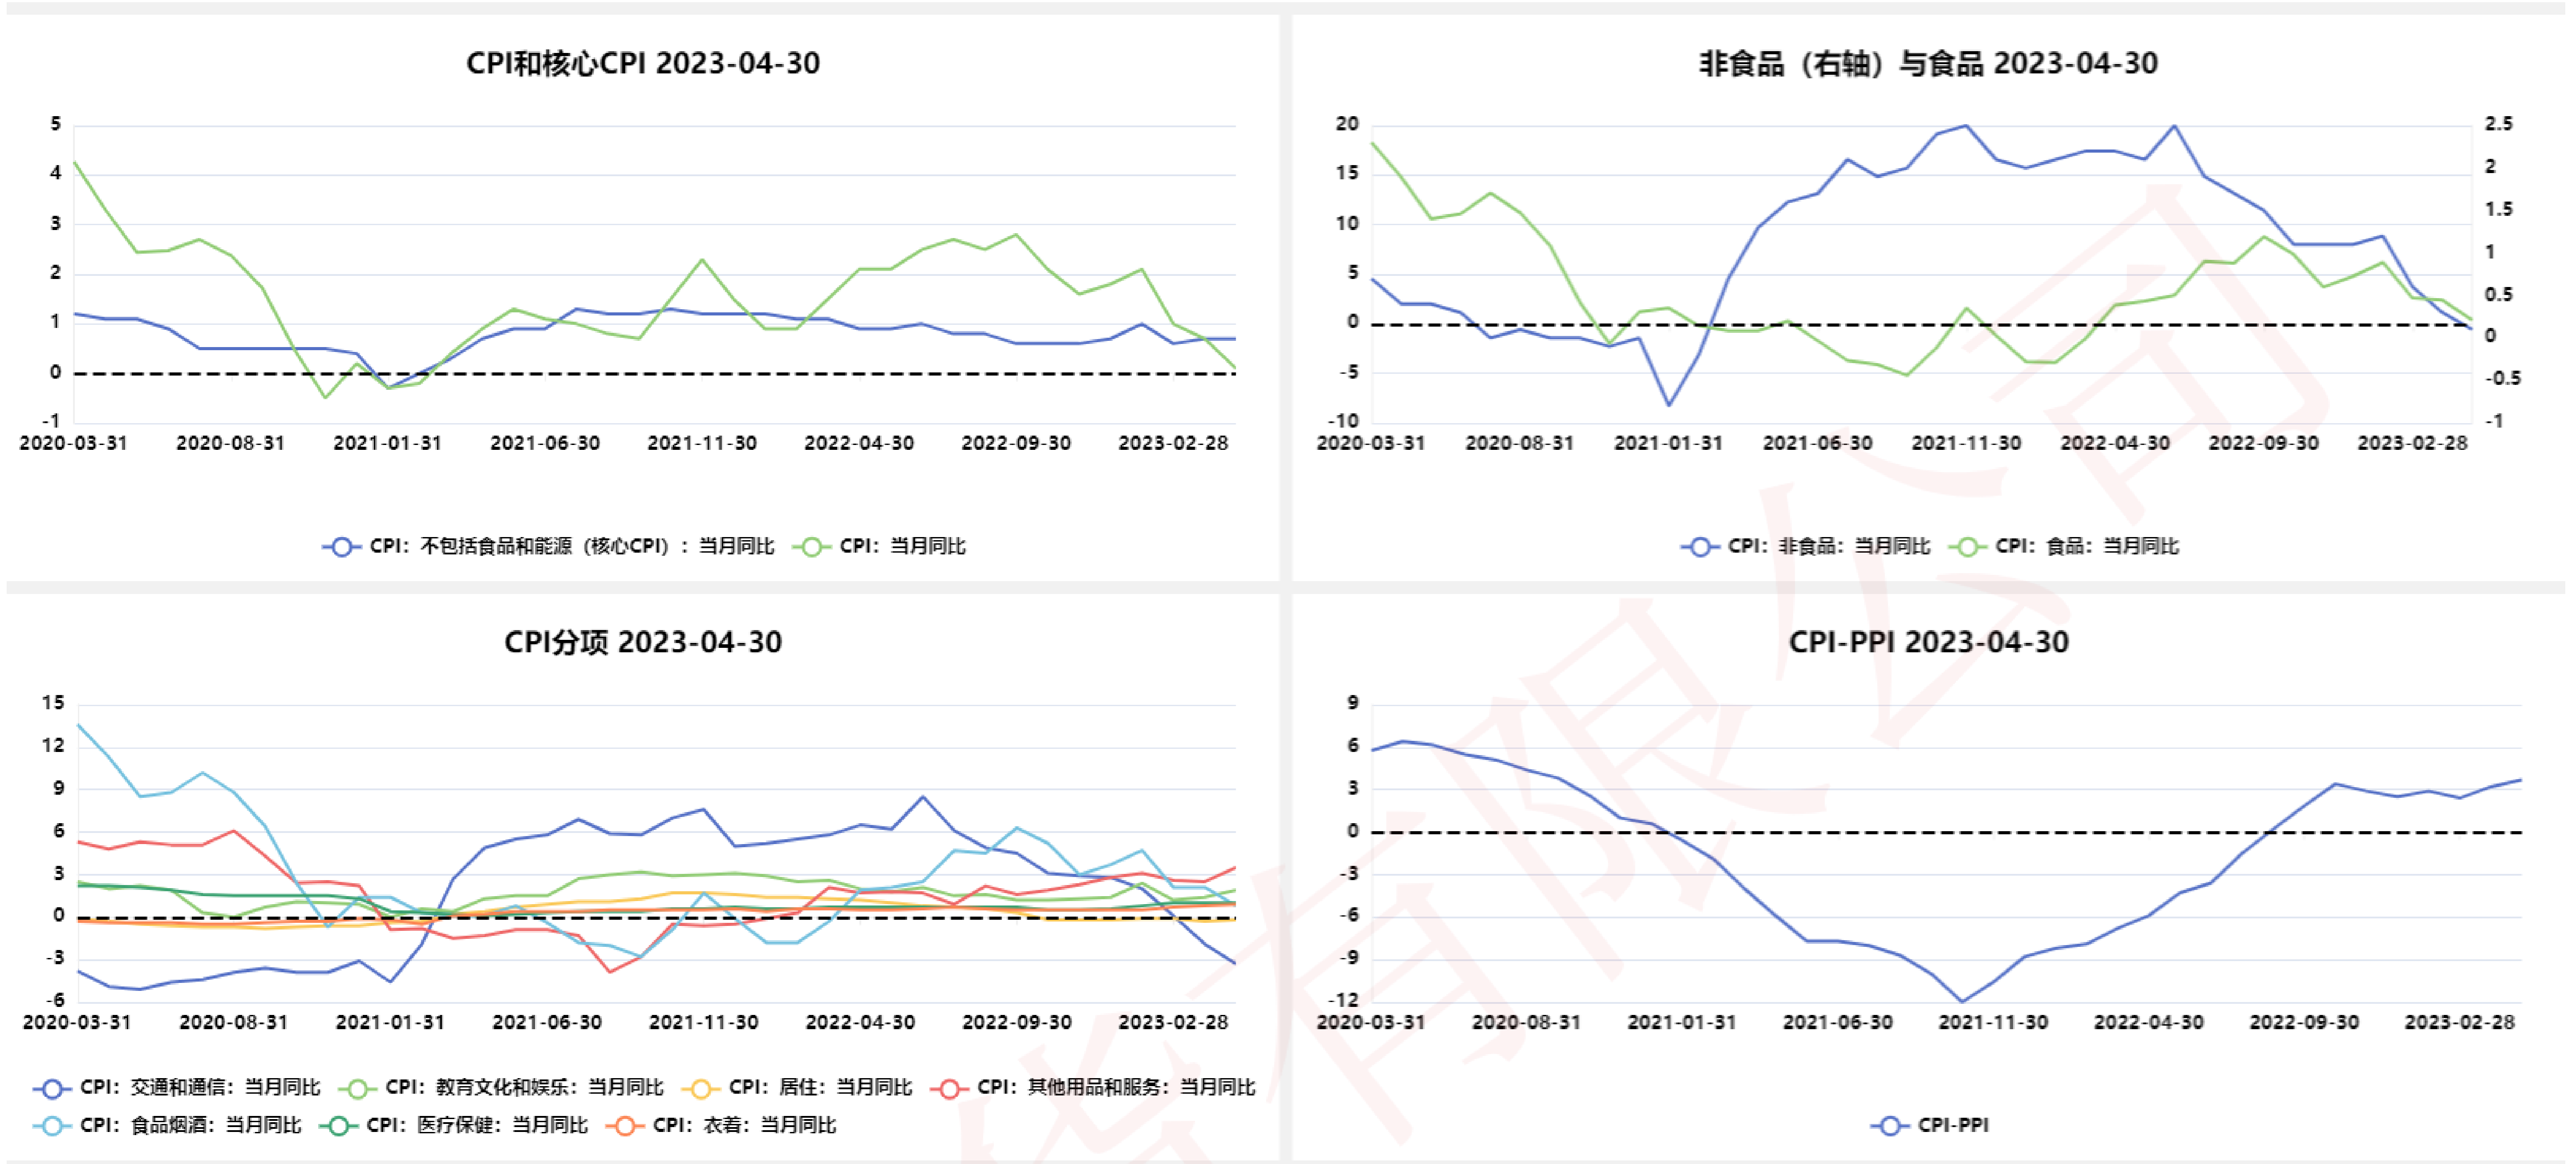 CPI和核心CPI 2023-04-30
5
4
3
2
1
0
-1
2020-03-31 2020-08-31 2021-01-31 2021-06-30 2021-11-30 2022-04-30 2022-09-30 2023-02-28
CPI：不包括食品和能源（核心CPI）：当月同比 CPI：当月同比
非食品（右轴）与食品 2023-04-30
20 2.5
15 2
10 1.5
5 1
0 0.5
-5 0
-10 -0.5
-1
2020-03-31 2020-08-31 2021-01-31 2021-06-30 2021-11-30 2022-04-30 2022-09-30 2023-02-28
CPI：非食品：当月同比 CPI：食品：当月同比
CPI分项 2023-04-30
15
12
9
6
3
0
-3
-6
2020-03-31 2020-08-31 2021-01-31 2021-06-30 2021-11-30 2022-04-30 2022-09-30 2023-02-28
CPI：交通和通信：当月同比 CPI：教育文化和娱乐：当月同比 CPI：居住：当月同比 CPI：其他用品和服务：当月同比
CPI：食品烟酒：当月同比 CPI：医疗保健：当月同比 CPI：衣着：当月同比
CPI-PPI 2023-04-30
9
6
3
0
-3
-6
-9
-12
2020-03-31 2020-08-31 2021-01-31 2021-06-30 2021-11-30 2022-04-30 2022-09-30 2023-02-28
CPI-PPI
有限公司